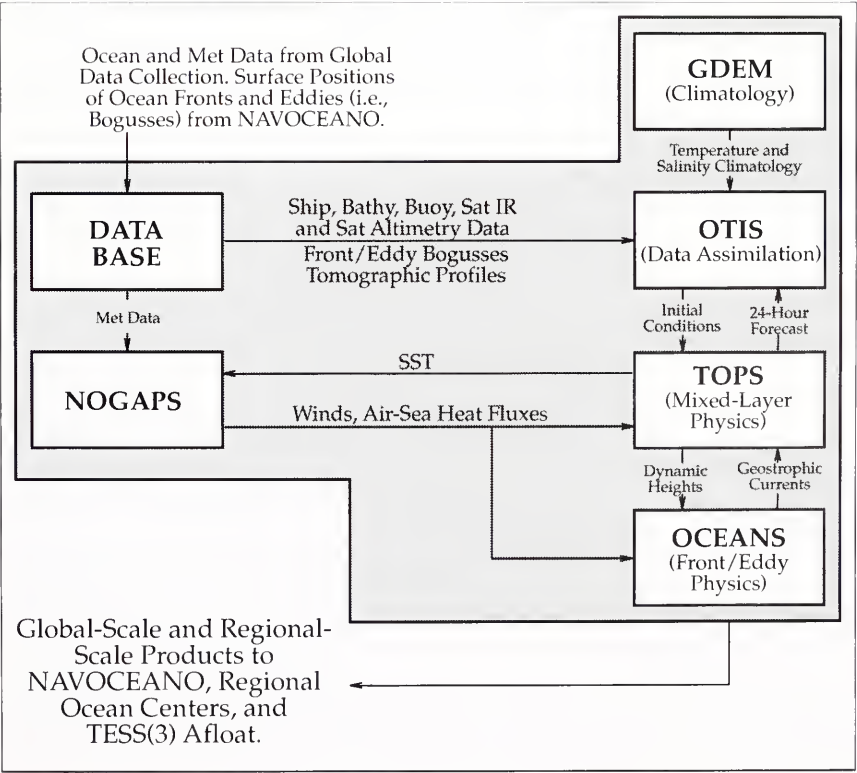 Ocean and Met Data from Global
Data Collection. Surface Positions
of Ocean Fronts and Eddies (i.e.,
Bogusses) from NAVOCEANO.
GDEM
(Climatology)
Temperature and
Salinity Climatology
DATA
BASE
Ship, Bathy, Buoy, Sat IR
and Sat Altimetry Data
Front/Eddy Bogusses
Tomographic Profiles
OTIS
(Data Assimilation)
Met Data
Initial
Conditions
24-Hour
Forecast
NOGAPS
SST
Winds, Air-Sea Heat Fluxes
TOPS
(Mixed-Layer
Physics)
Dynamic
Heights
Geostrophic
Currents
OCEANS
(Front/Eddy
Physics)
Global-Scale and Regional-
Scale Products to
NAVOCEANO, Regional
Ocean Centers, and
TESS(3) Afloat.